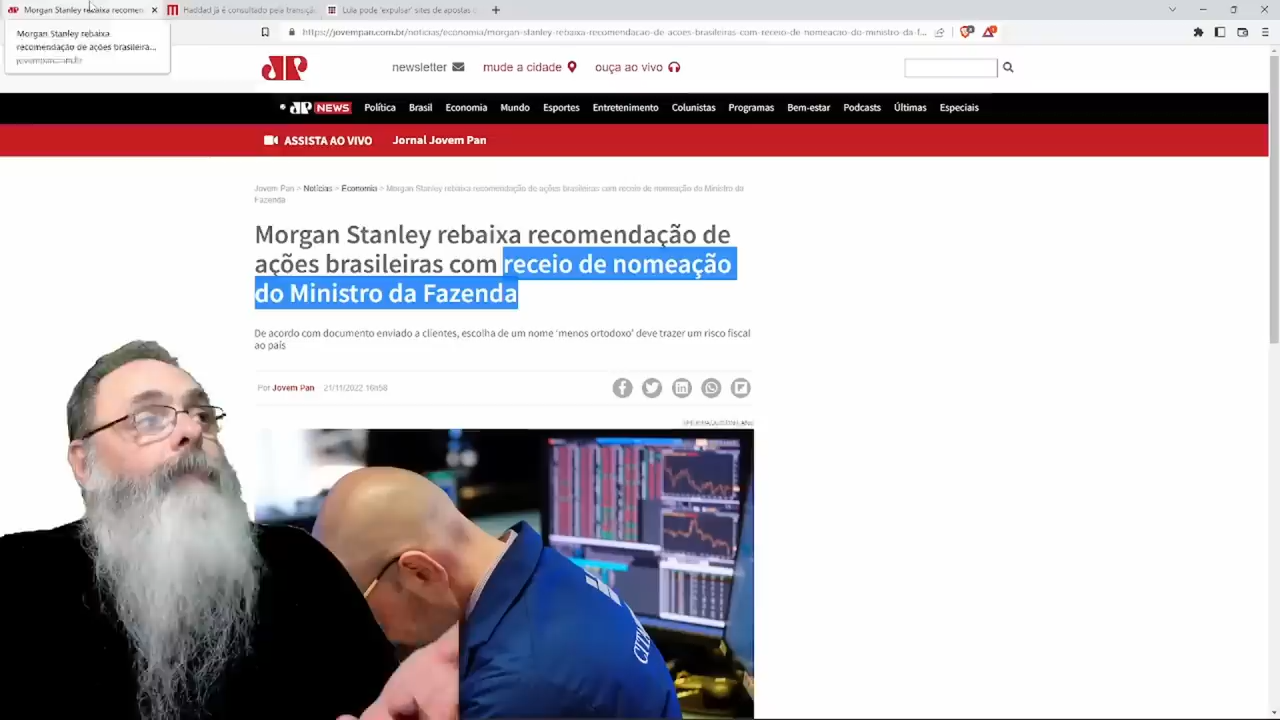 Morgan Stanley rebaixa recomen
Haddad já é consultado pela transiçã
Lula pode 'expulsar' sites de apostas
Morgan Stanley rebaixa
recomendação de ações brasileira...
https://jovempan.com.br/noticias/economia/morgan-stanley-rebaixa-recomendacao-de-acoes-brasileiras-com-receio-de-nomeacao-do-ministro-da-f...
JP
newsletter
mude a cidade
ouça ao vivo
JP NEWS
Política
Brasil
Economia
Mundo
Esportes
Entretenimento
Colunistas
Programas
Bem-estar
Podcasts
Últimas
Especiais
ASSISTA AO VIVO
Jornal Jovem Pan
Jovem Pan > Notícias > Economia > Morgan Stanley rebaixa recomendação de ações brasileiras com receio de nomeação do Ministro da
Fazenda
Morgan Stanley rebaixa recomendação de
ações brasileiras com receio de nomeação
do Ministro da Fazenda
De acordo com documento enviado a clientes, escolha de um nome 'menos ortodoxo' deve trazer um risco fiscal
ao país
Por Jovem Pan 21/11/2022 16h58